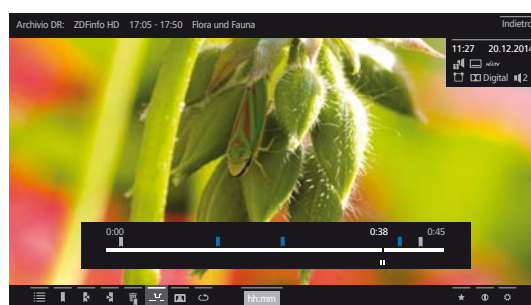 Archivio DR: ZDFinfo HD 17:05 - 17:50 Flora und Fauna
Indietro
11:27 20.12.2014
Digital 2
0:00 0:38 0:45
hh:mm